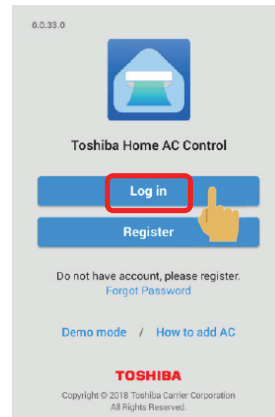 0.0.33.0
Toshiba Home AC Control
Log in
Register
Do not have account, please register.
Forgot Password
Demo mode / How to add AC
TOSHIBA
Copyright © 2018 Toshiba Carrier Corporation
All Rights Reserved.